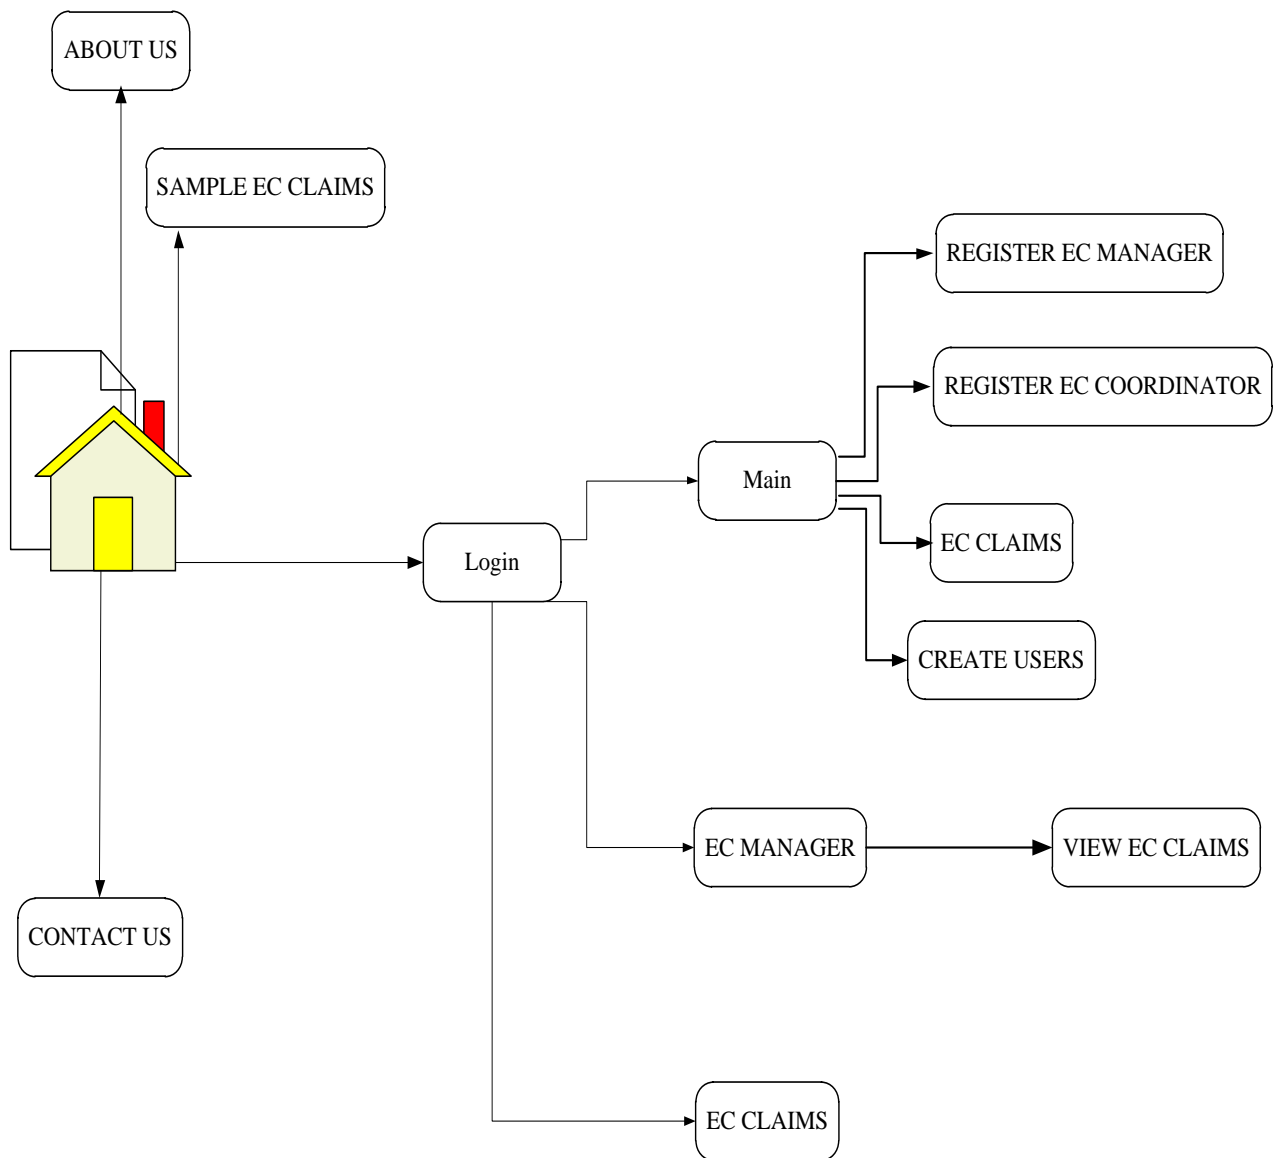 ABOUT US
SAMPLE EC CLAIMS
REGISTER EC MANAGER
REGISTER EC COORDINATOR
Main
EC CLAIMS
Login
CREATE USERS
EC MANAGER
VIEW EC CLAIMS
CONTACT US
EC CLAIMS